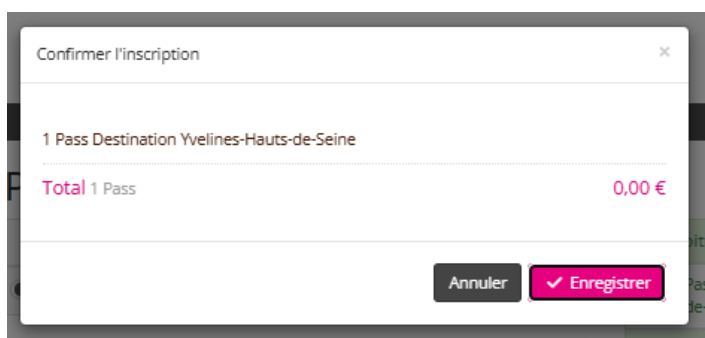 Confirmer l'inscription ×
1 Pass Destination Yvelines-Hauts-de-Seine
Total 1 Pass 0,00 €
Annuler ✓ Enregistrer